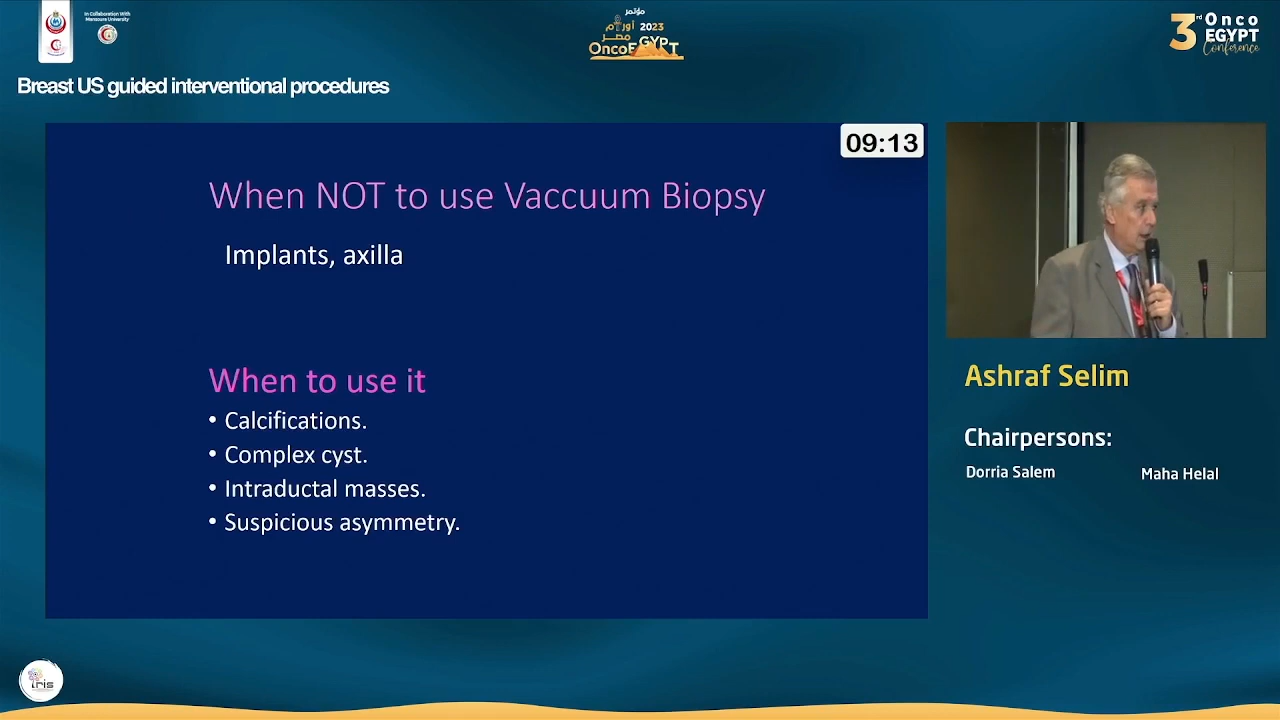 In Collaboration With
Mansoura University
مؤتمر
أورام 2023
مصر
OncoEGYPT
3rd Onco
EGYPT
Conference
Breast US guided interventional procedures
09:13
When NOT to use Vaccuum Biopsy
Implants, axilla
When to use it
• Calcifications.
• Complex cyst.
• Intraductal masses.
• Suspicious asymmetry.
Ashraf Selim
Chairpersons:
Dorria Salem
Maha Helal
iris